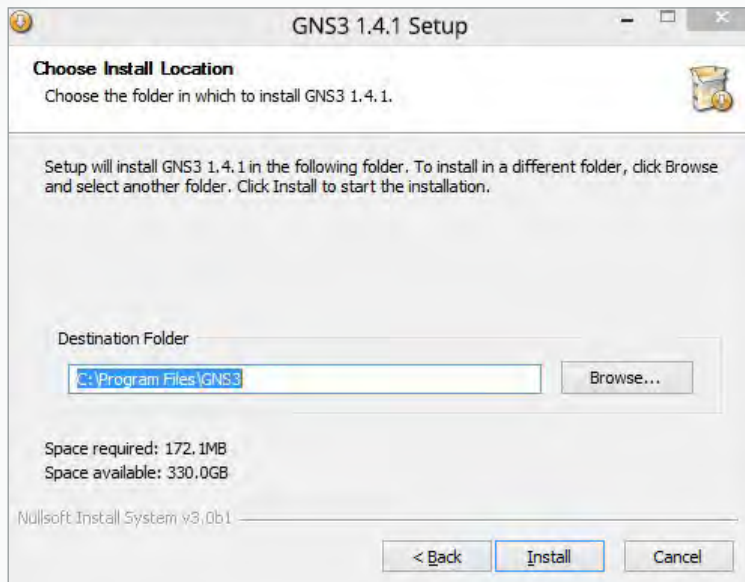 GNS3 1.4.1 Setup
Choose Install Location
Choose the folder in which to install GNS3 1.4.1.
Setup will install GNS3 1.4.1 in the following folder. To install in a different folder, click Browse
and select another folder. Click Install to start the installation.
Destination Folder
C:\Program Files\GNS3
Browse...
Space required: 172.1MB
Space available: 330.0GB
Nullsoft Install System v3.0b1
< Back
Install
Cancel